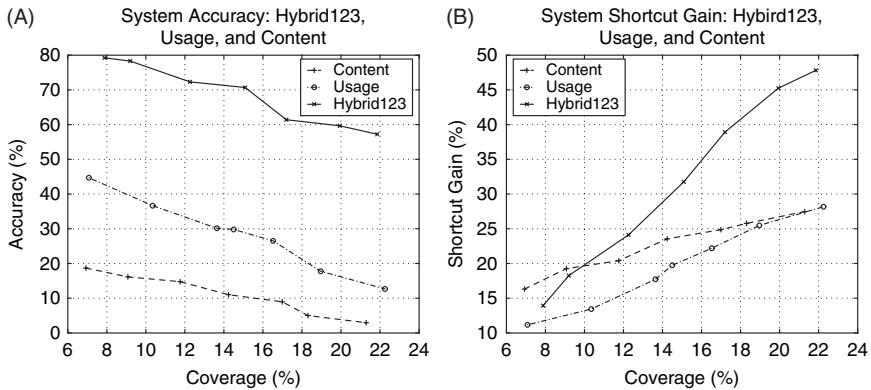 (A)
System Accuracy: Hybrid123,
Usage, and Content
80
70
60
50
40
30
20
10
0
Accuracy (%)
Content
Usage
Hybrid123
6 8 10 12 14 16 18 20 22 24
Coverage (%)
(B)
System Shortcut Gain: Hybird123,
Usage, and Content
50
45
40
35
30
25
20
15
10
Shortcut Gain (%)
Content
Usage
Hybrid123
6 8 10 12 14 16 18 20 22 24
Coverage (%)